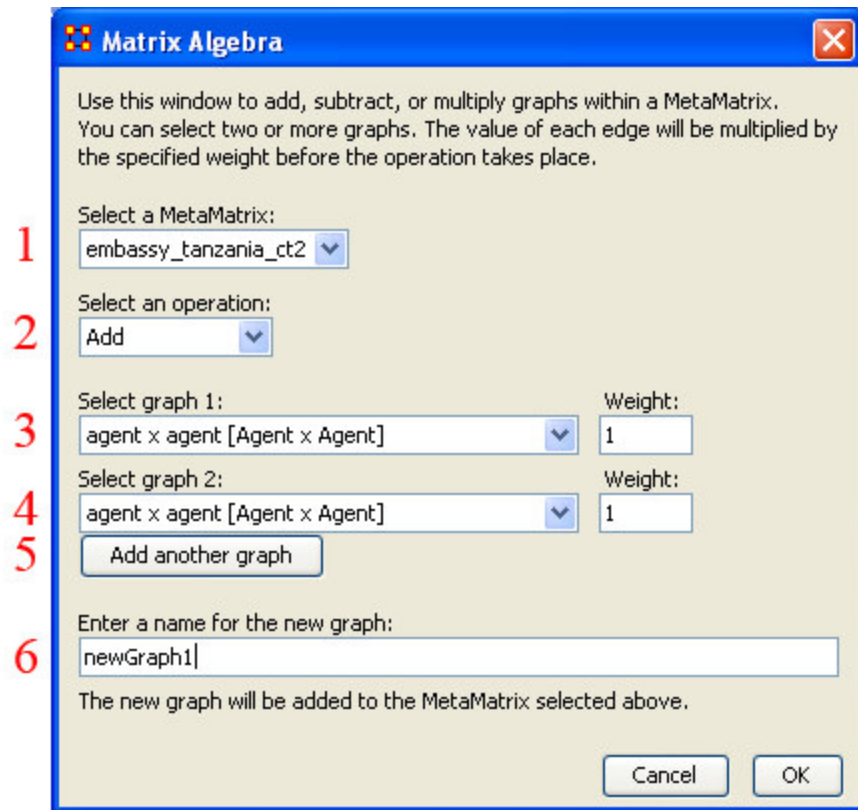 Matrix Algebra
Use this window to add, subtract, or multiply graphs within a MetaMatrix.
You can select two or more graphs. The value of each edge will be multiplied by
the specified weight before the operation takes place.
Select a MetaMatrix:
1 embassy_tanzania_ct2
Select an operation:
2 Add
Select graph 1: Weight:
3 agent x agent [Agent x Agent] 1
Select graph 2: Weight:
4 agent x agent [Agent x Agent] 1
5 Add another graph
Enter a name for the new graph:
6 newGraph1
The new graph will be added to the MetaMatrix selected above.
Cancel OK